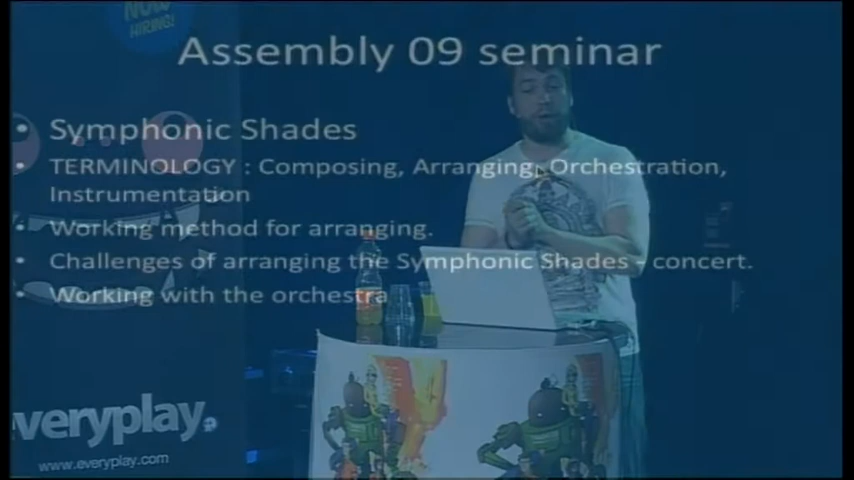 NOW
HIRING!
Assembly 09 seminar
• Symphonic Shades
• TERMINOLOGY : Composing, Arranging, Orchestration,
Instrumentation
• Working method for arranging.
• Challenges of arranging the Symphonic Shades - concert.
• Working with the orchestra
everyplay
www.everyplay.com